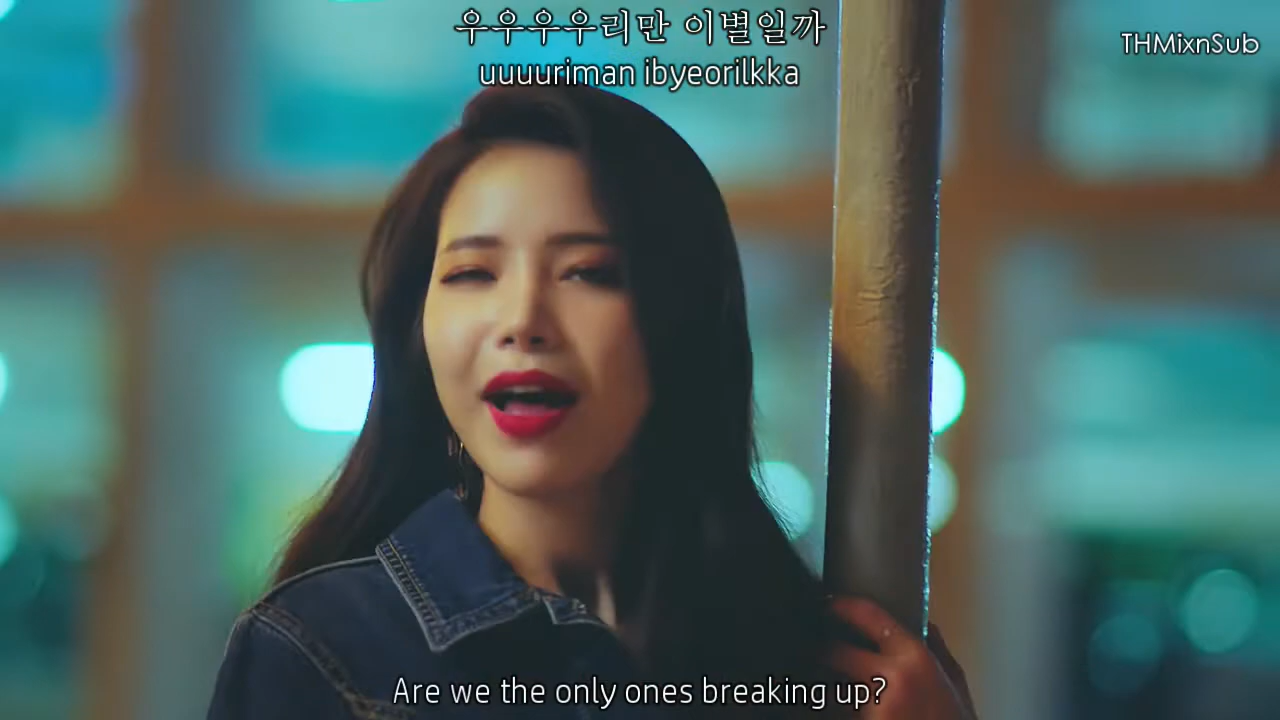 우우우우리만 이별일까
THMixnSub
uuuuriman ibyeorilkka
Are we the only ones breaking up?